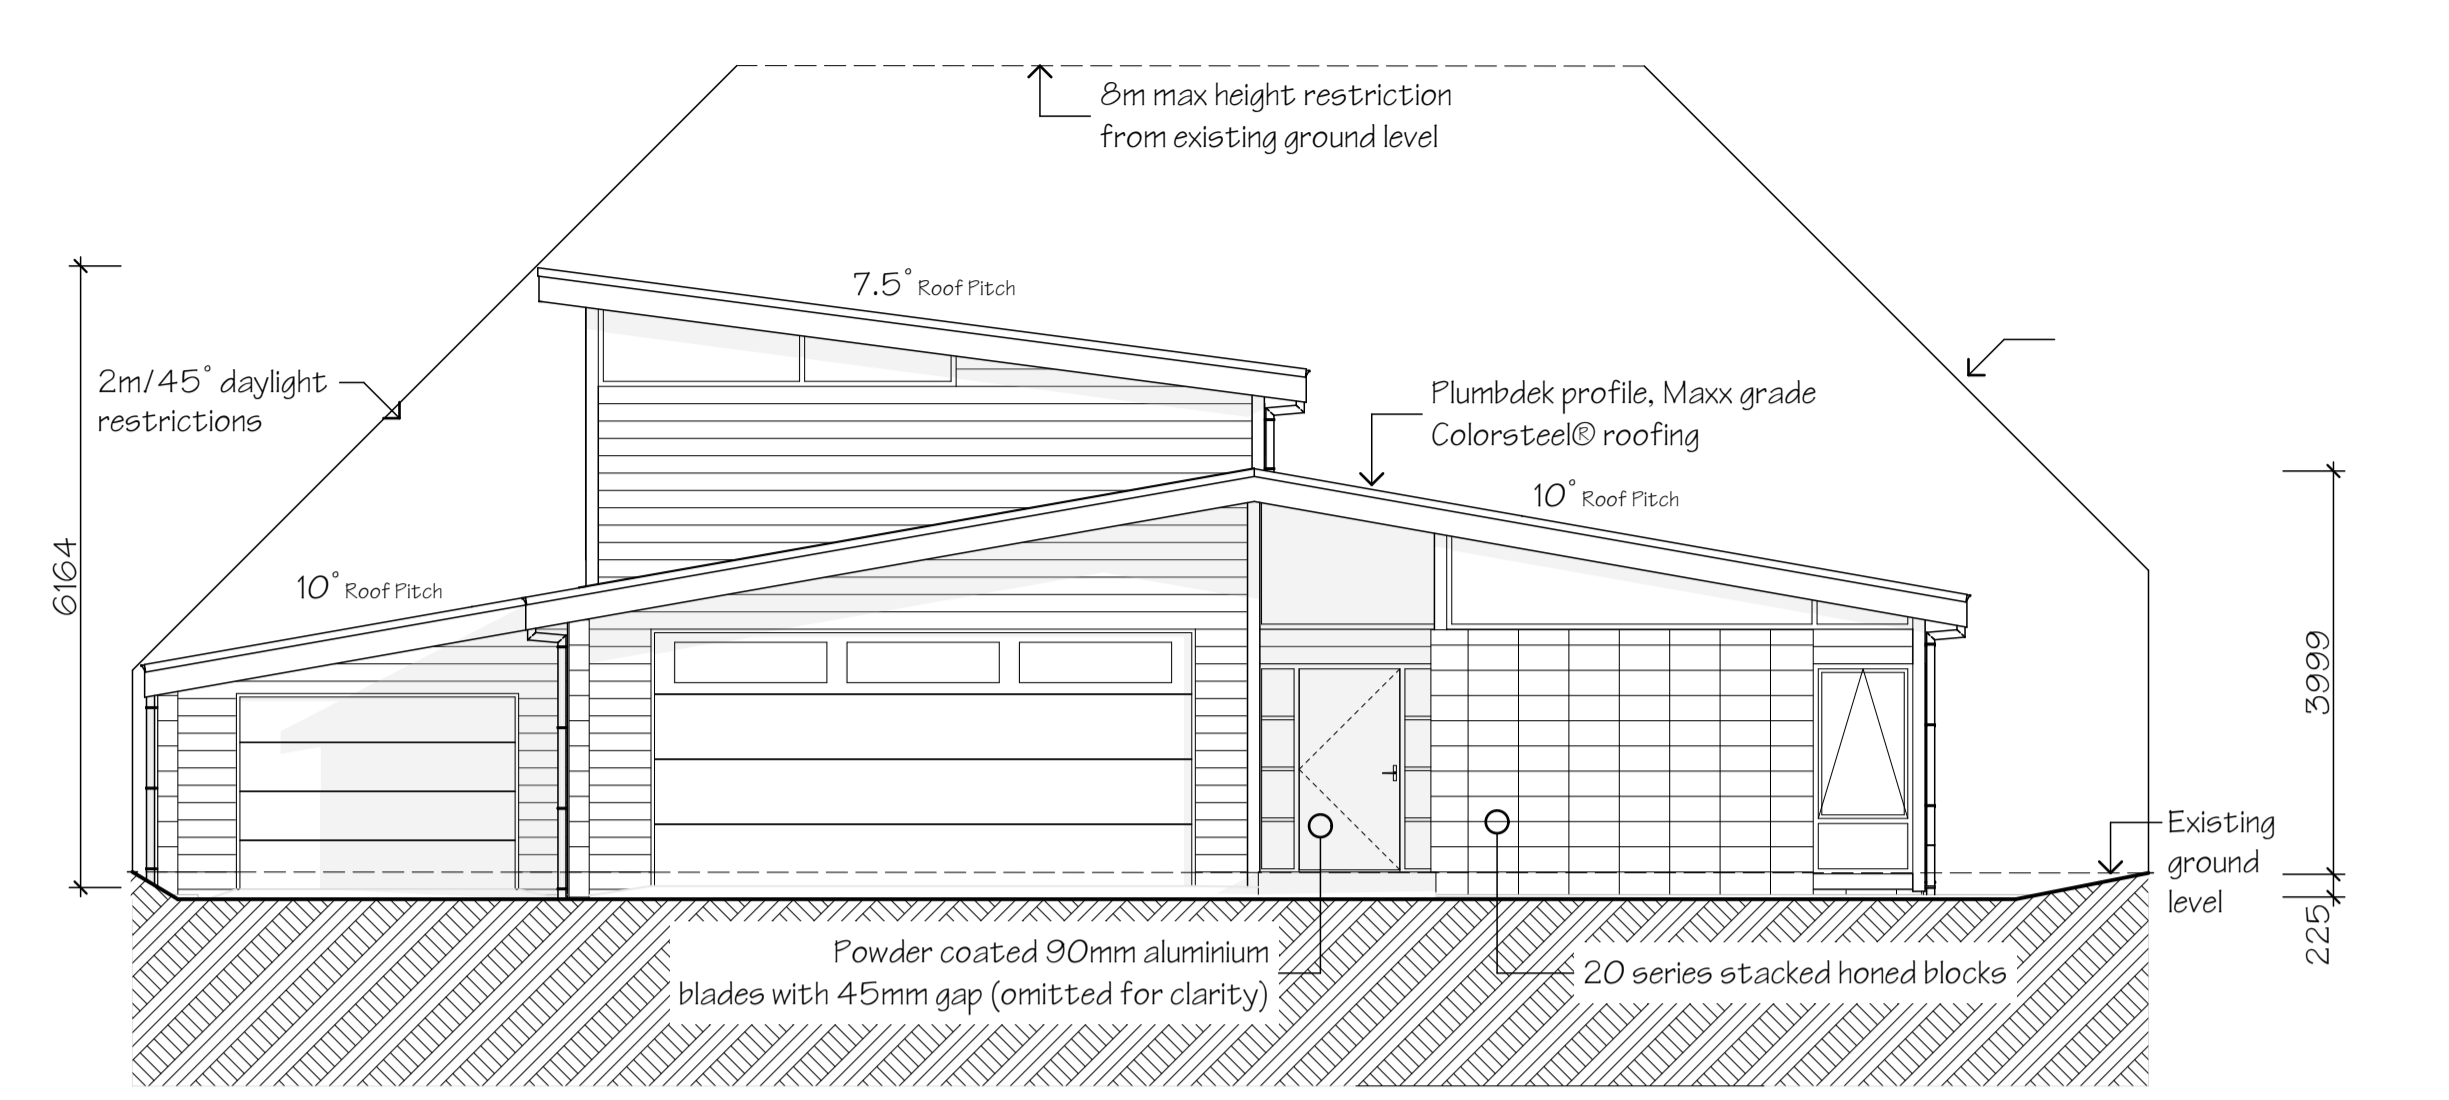 8m max height restriction
from existing ground level
7.5° Roof Pitch
2m/45° daylight
restrictions
Plumbdek profile, Maxx grade
Colorsteel® roofing
10° Roof Pitch
10° Roof Pitch
6164
3999
Existing
ground
level
225
Powder coated 90mm aluminium
blades with 45mm gap (omitted for clarity)
20 series stacked honed blocks